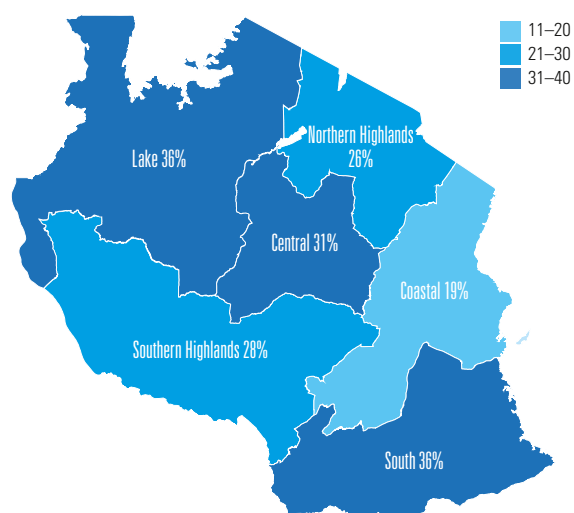 11–20
21–30
31–40
Northern Highlands
26%
Lake 36%
Central 31%
Coastal 19%
Southern Highlands 28%
South 36%